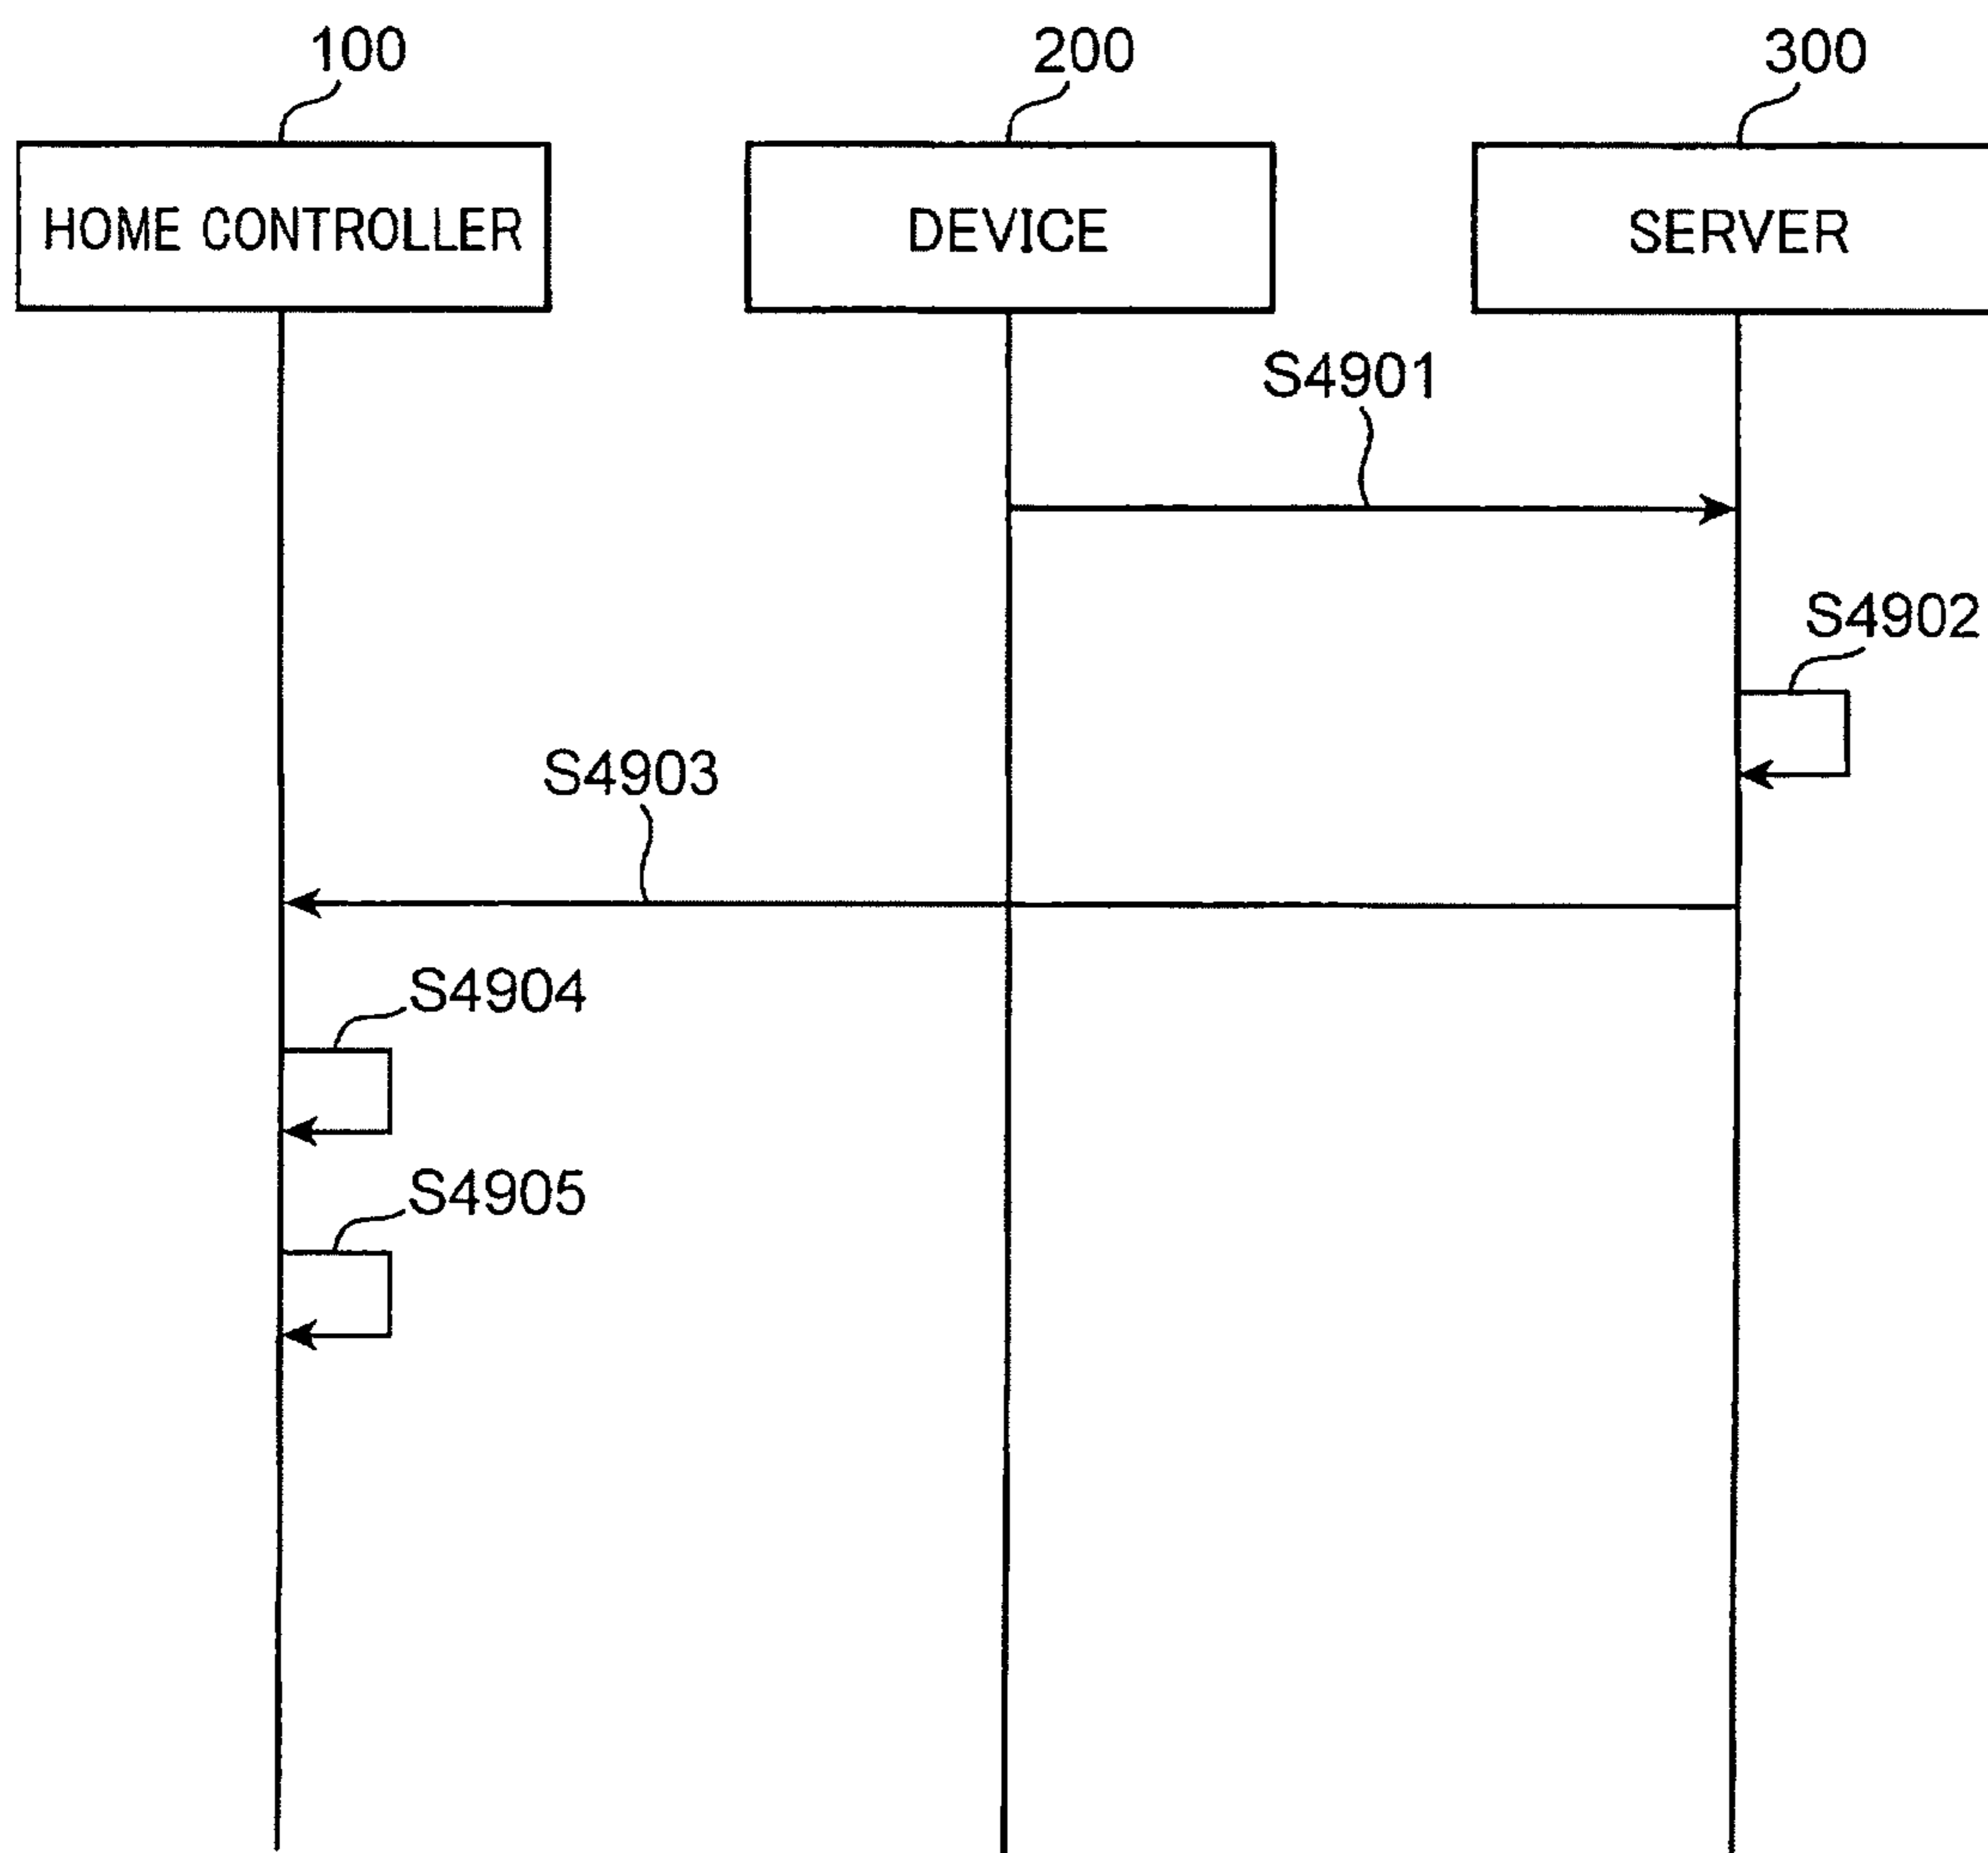 100
200
300
HOME CONTROLLER
DEVICE
SERVER
S4901
S4902
S4903
S4904
S4905